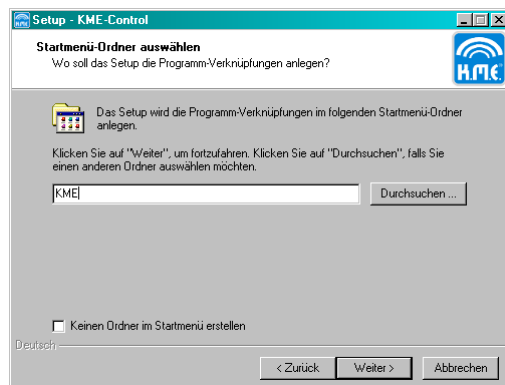 Setup - KME-Control
Startmenü-Ordner auswählen
Wo soll das Setup die Programm-Verknüpfungen anlegen?
K.M.E.
Das Setup wird die Programm-Verknüpfungen im folgenden Startmenü-Ordner
anlegen.
Klicken Sie auf "Weiter", um fortzufahren. Klicken Sie auf "Durchsuchen", falls Sie
einen anderen Ordner auswählen möchten.
KME
Durchsuchen ...
Keinen Ordner im Startmenü erstellen
Deutsch
< Zurück
Weiter >
Abbrechen